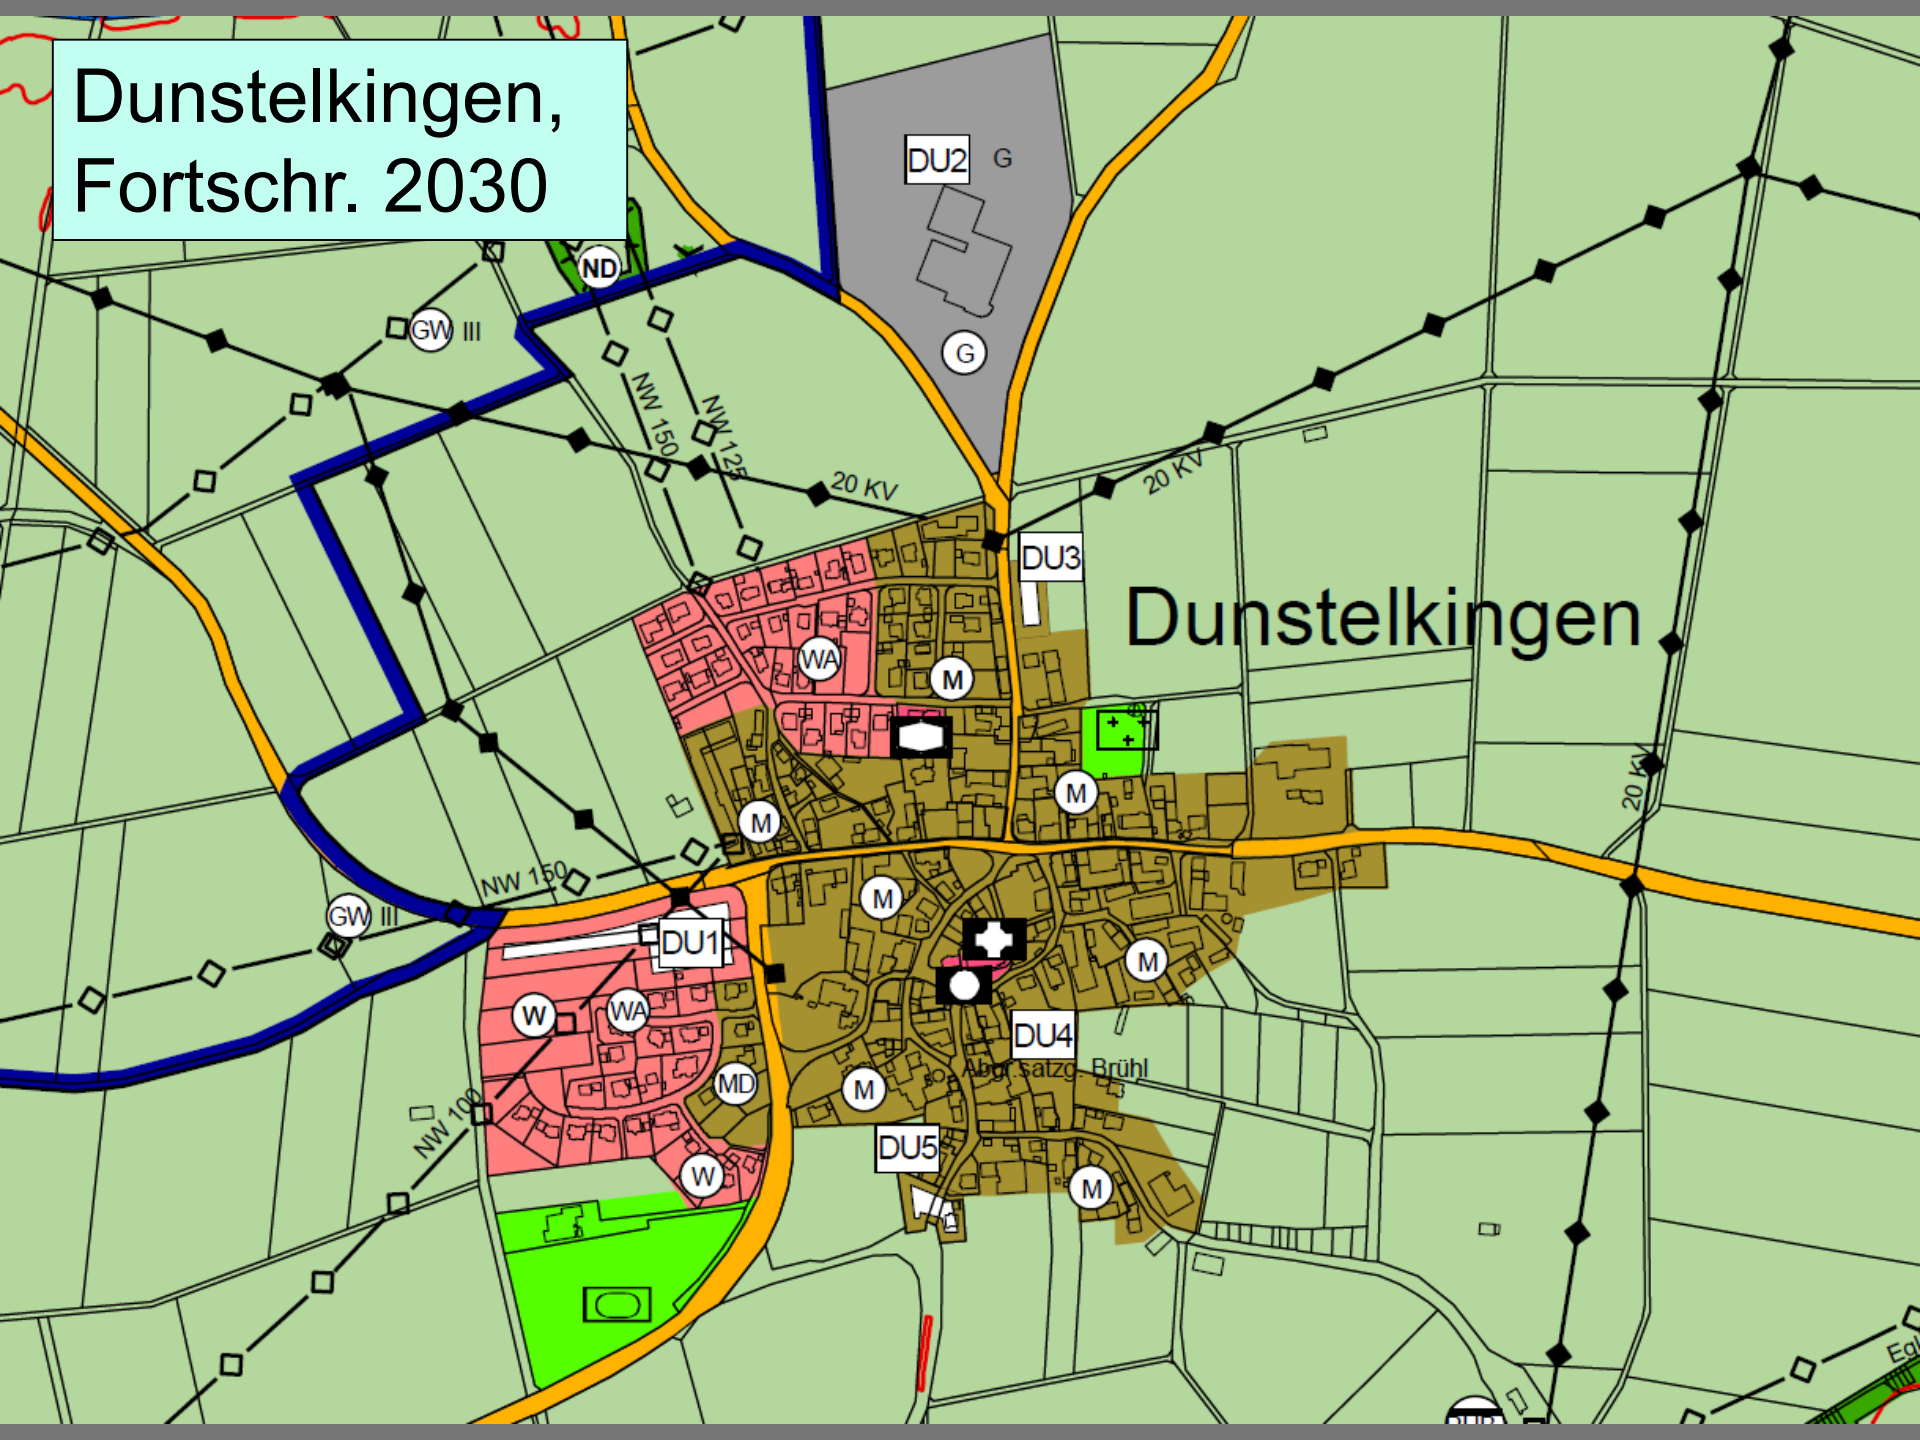 Dunstelkingen,
Fortschr. 2030
DU2 G
ND
GW III
G
NW 150
NW 125
20 KV
20 KV
DU3
Dunstelkingen
WA
M
20 KV
M
M
NW 150
M
GW III
DU1
M
W
WA
DU4
Abgr.satzg. Brühl
MD
M
NW 100
DU5
W
M
Egl